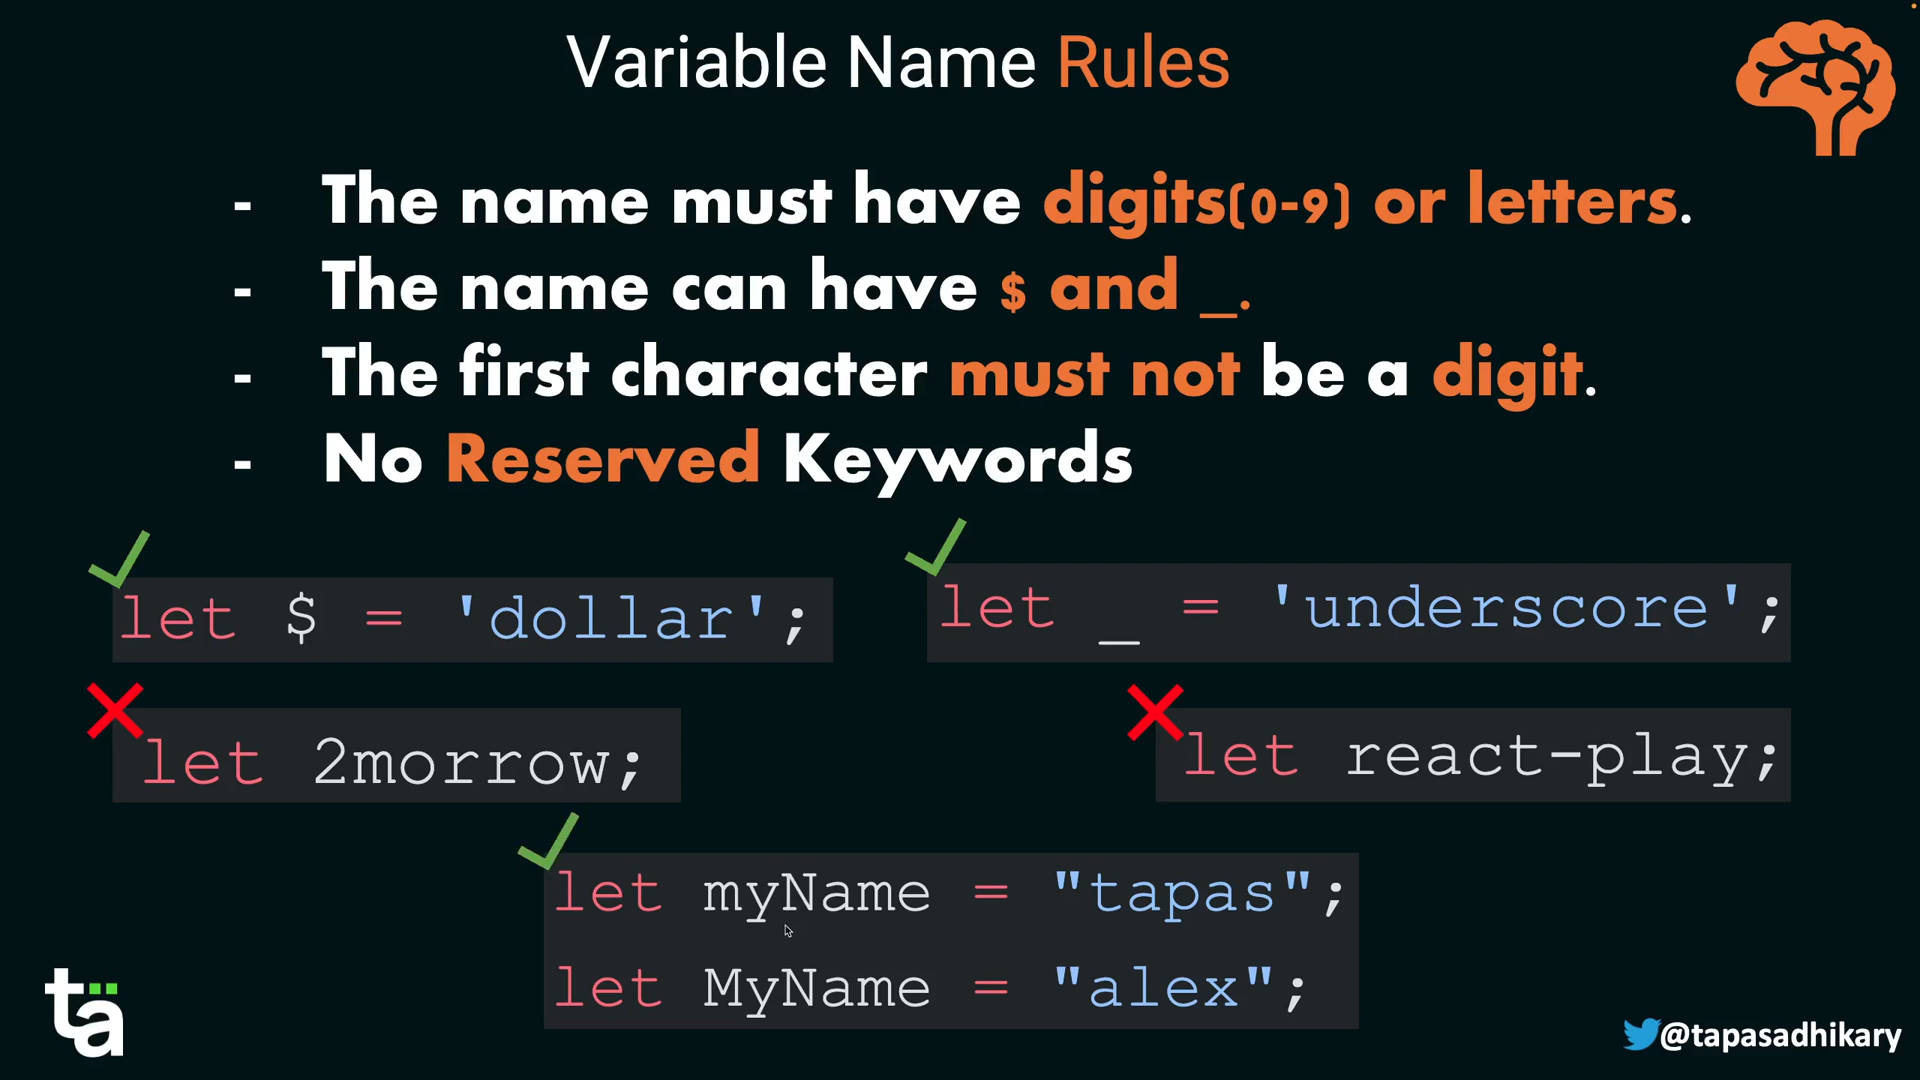 Variable Name Rules
- The name must have digits(0-9) or letters.
- The name can have $ and _.
- The first character must not be a digit.
- No Reserved Keywords
let $ = 'dollar';
let _ = 'underscore';
let 2morrow;
let react-play;
let myName = "tapas";
let MyName = "alex";
tä
@tapasadhikary